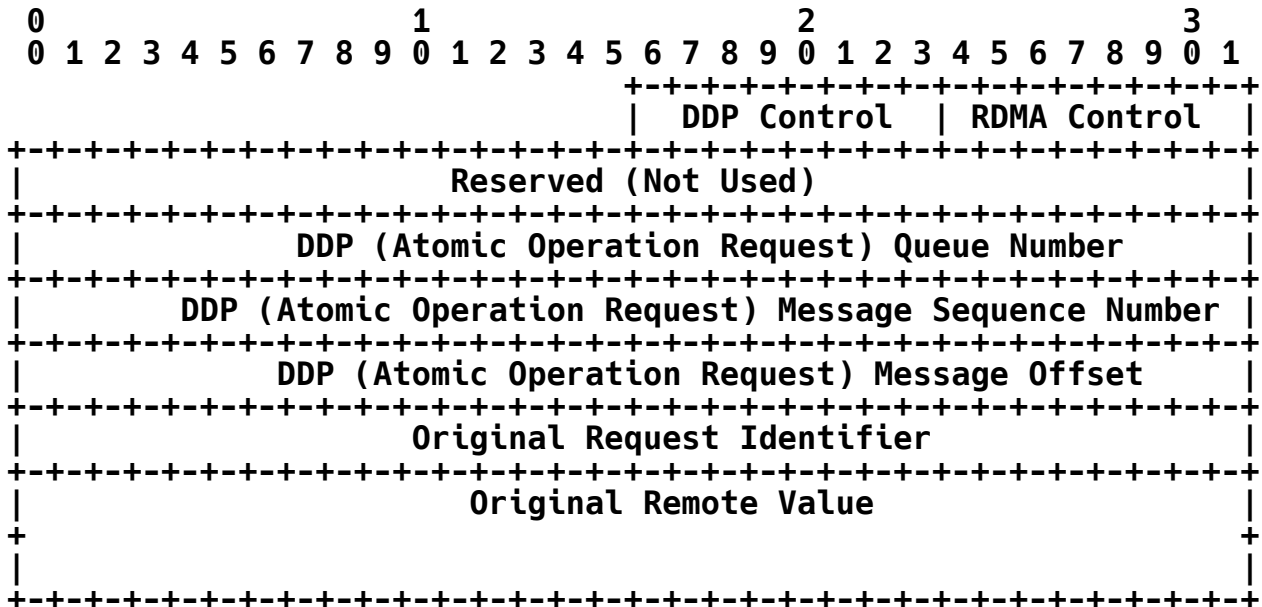 0                   1                   2                   3
 0 1 2 3 4 5 6 7 8 9 0 1 2 3 4 5 6 7 8 9 0 1 2 3 4 5 6 7 8 9 0 1
                                +-+-+-+-+-+-+-+-+-+-+-+-+-+-+-+-+
                                |  DDP Control  | RDMA Control  |
+-+-+-+-+-+-+-+-+-+-+-+-+-+-+-+-+-+-+-+-+-+-+-+-+-+-+-+-+-+-+-+-+
|                      Reserved (Not Used)                      |
+-+-+-+-+-+-+-+-+-+-+-+-+-+-+-+-+-+-+-+-+-+-+-+-+-+-+-+-+-+-+-+-+
|              DDP (Atomic Operation Request) Queue Number      |
+-+-+-+-+-+-+-+-+-+-+-+-+-+-+-+-+-+-+-+-+-+-+-+-+-+-+-+-+-+-+-+-+
|        DDP (Atomic Operation Request) Message Sequence Number |
+-+-+-+-+-+-+-+-+-+-+-+-+-+-+-+-+-+-+-+-+-+-+-+-+-+-+-+-+-+-+-+-+
|             DDP (Atomic Operation Request) Message Offset     |
+-+-+-+-+-+-+-+-+-+-+-+-+-+-+-+-+-+-+-+-+-+-+-+-+-+-+-+-+-+-+-+-+
|                    Original Request Identifier                |
+-+-+-+-+-+-+-+-+-+-+-+-+-+-+-+-+-+-+-+-+-+-+-+-+-+-+-+-+-+-+-+-+
|                       Original Remote Value                   |
+                                                               +
|                                                               |
+-+-+-+-+-+-+-+-+-+-+-+-+-+-+-+-+-+-+-+-+-+-+-+-+-+-+-+-+-+-+-+-+